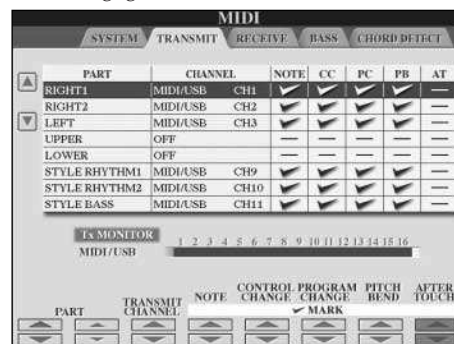 MIDI
SYSTEM TRANSMIT RECEIVE BASS CHORD DETECT
PART CHANNEL NOTE CC PC PB AT
RIGHT1 MIDI/USB CH1
RIGHT2 MIDI/USB CH2
LEFT MIDI/USB CH3
UPPER OFF
LOWER OFF
STYLE RHYTHM1 MIDI/USB CH9
STYLE RHYTHM2 MIDI/USB CH10
STYLE BASS MIDI/USB CH11
Tx MONITOR 1 2 3 4 5 6 7 8 9 10 11 12 13 14 15 16
MIDI/USB
PART TRANSMIT CHANNEL NOTE CONTROL CHANGE PROGRAM CHANGE PITCH BEND AFTER TOUCH
MARK